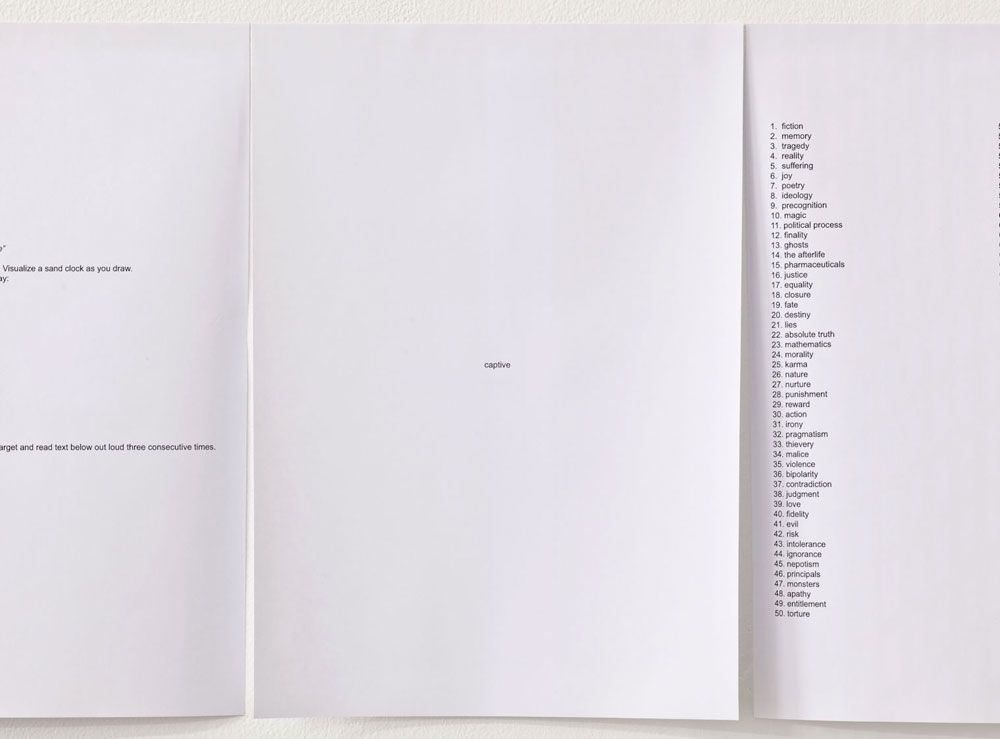 Visualize a sand clock as you draw.
and read text below out loud three consecutive times.
captive
1. fiction
2. memory
3. tragedy
4. reality
5. suffering
6. joy
7. poetry
8. ideology
9. precognition
10. magic
11. political process
12. finality
13. ghosts
14. the afterlife
15. pharmaceuticals
16. justice
17. equality
18. closure
19. fate
20. destiny
21. lies
22. absolute truth
23. mathematics
24. morality
25. karma
26. nature
27. nurture
28. punishment
29. reward
30. action
31. irony
32. pragmatism
33. thievery
34. malice
35. violence
36. bipolarity
37. contradiction
38. judgment
39. love
40. fidelity
41. evil
42. risk
43. intolerance
44. ignorance
45. nepotism
46. principals
47. monsters
48. apathy
49. entitlement
50. torture